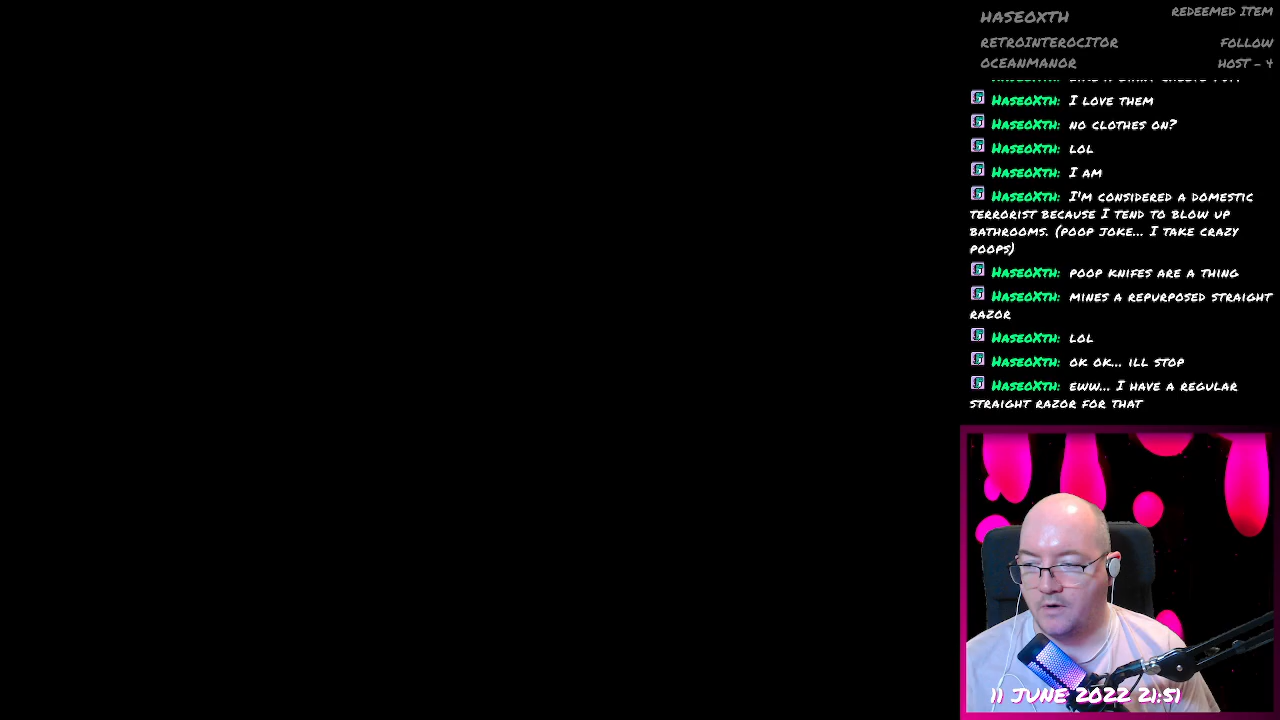 HASEOXTH REDEEMED ITEM
RETROINTEROCITOR FOLLOW
OCEANMANOR HOST - 4
HASEOXTH: I LOVE THEM
HASEOXTH: NO CLOTHES ON?
HASEOXTH: LOL
HASEOXTH: I AM
HASEOXTH: I'M CONSIDERED A DOMESTIC
TERRORIST BECAUSE I TEND TO BLOW UP
BATHROOMS. (POOP JOKE... I TAKE CRAZY
POOPS)
HASEOXTH: POOP KNIFES ARE A THING
HASEOXTH: MINES A REPURPOSED STRAIGHT
RAZOR
HASEOXTH: LOL
HASEOXTH: OK OK... ILL STOP
HASEOXTH: EWW... I HAVE A REGULAR
STRAIGHT RAZOR FOR THAT
11 JUNE 2022 21:51